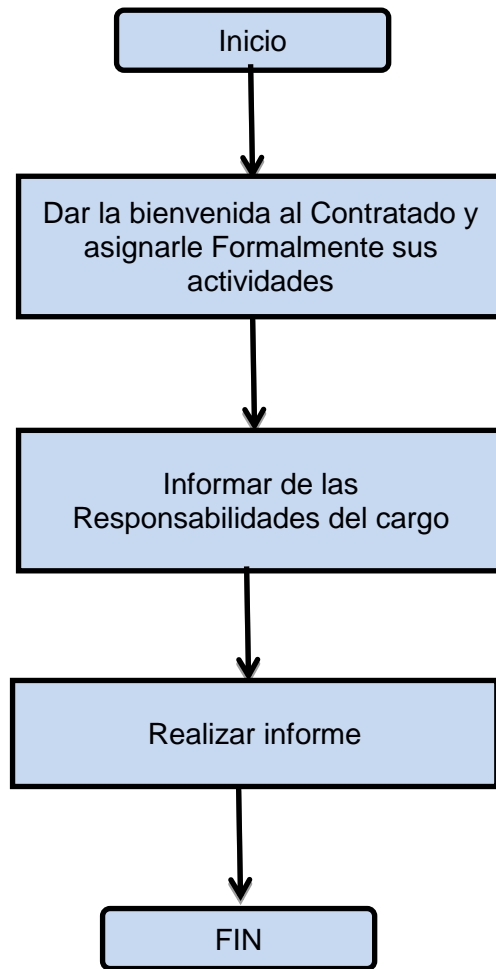 Inicio
Dar la bienvenida al Contratado y
asignarle Formalmente sus
actividades
Informar de las
Responsabilidades del cargo
Realizar informe
FIN